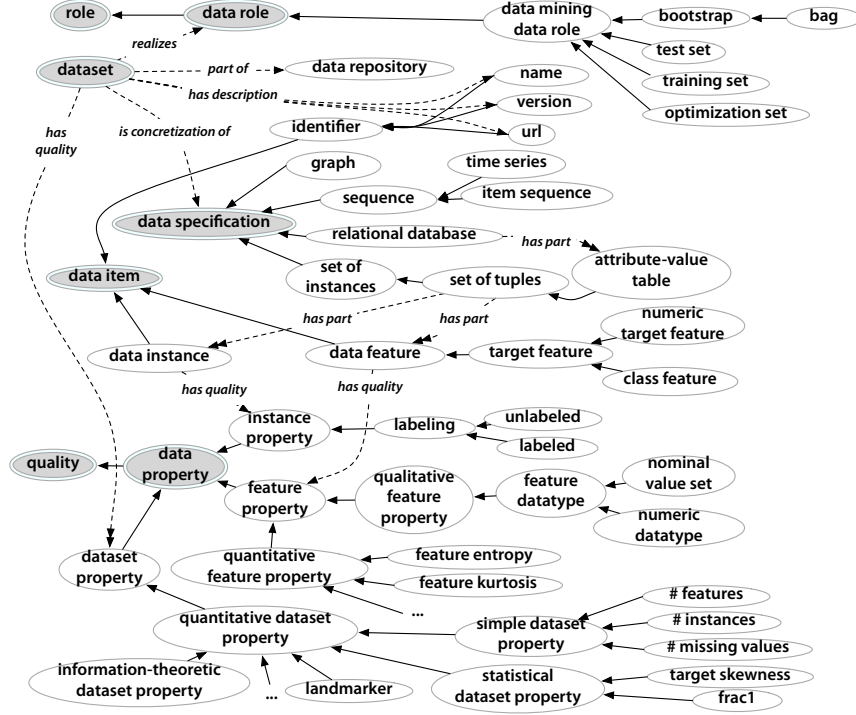 role
data role
data mining
data role
bootstrap
bag
test set
training set
optimization set
realizes
dataset
part of
data repository
has description
name
version
url
has
quality
is concretization of
identifier
graph
time series
sequence
item sequence
data specification
relational database
has part
attribute-value
table
set of
instances
set of tuples
data item
has part
has part
numeric
target feature
data instance
data feature
target feature
class feature
has quality
has quality
instance
property
labeling
unlabeled
labeled
quality
data
property
feature
property
qualitative
feature
property
feature
datatype
nominal
value set
numeric
datatype
dataset
property
quantitative
feature property
feature entropy
feature kurtosis
...
quantitative dataset
property
simple dataset
property
# features
# instances
# missing values
information-theoretic
dataset property
...
landmarker
statistical
dataset property
target skewness
frac1